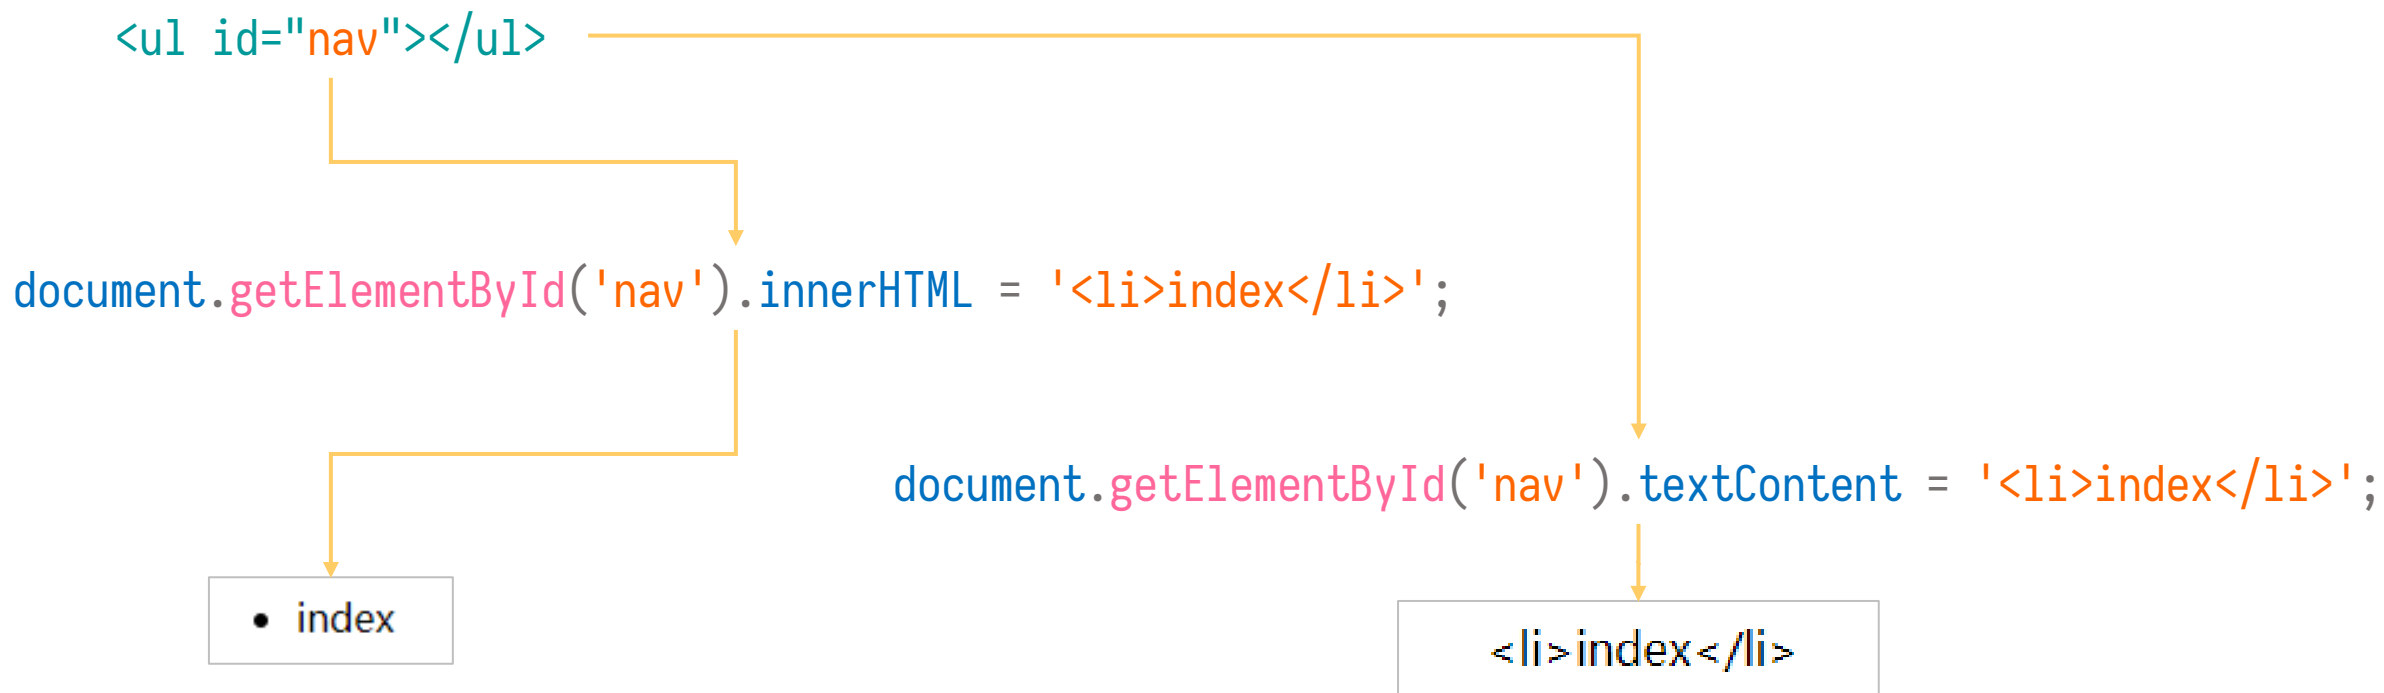 <ul id="nav"></ul>
document.getElementById('nav').innerHTML = '<li>index</li>';
document.getElementById('nav').textContent = '<li>index</li>';
• index
<li>index</li>